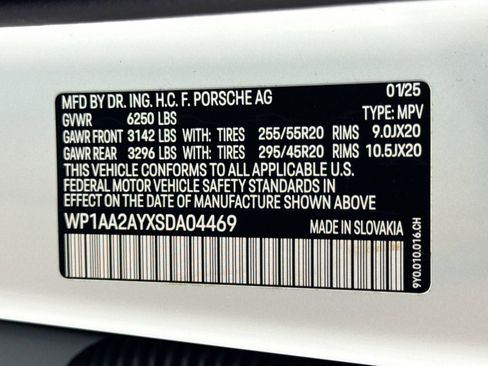 MFD BY DR. ING. H.C. F. PORSCHE AG 01/25
GVWR 6250 LBS TYPE: MPV
GAWR FRONT 3142 LBS WITH: TIRES 255/55R20 RIMS 9.0JX20
GAWR REAR 3296 LBS WITH: TIRES 295/45R20 RIMS 10.5JX20
THIS VEHICLE CONFORMS TO ALL APPLICABLE U.S.
FEDERAL MOTOR VEHICLE SAFETY STANDARDS IN
EFFECT ON THE DATE OF MANUFACTURE SHOWN ABOVE
WP1AA2AYXSDA04469 MADE IN SLOVAKIA
9Y0.010.016.CH